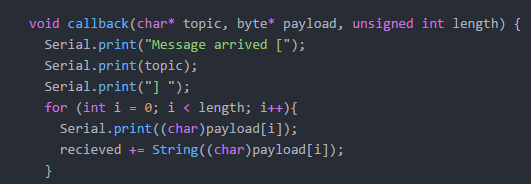 void callback(char* topic, byte* payload, unsigned int length) {
  Serial.print("Message arrived [");
  Serial.print(topic);
  Serial.print("] ");
  for (int i = 0; i < length; i++){
    Serial.print((char)payload[i]);
    recieved += String((char)payload[i]);
  }